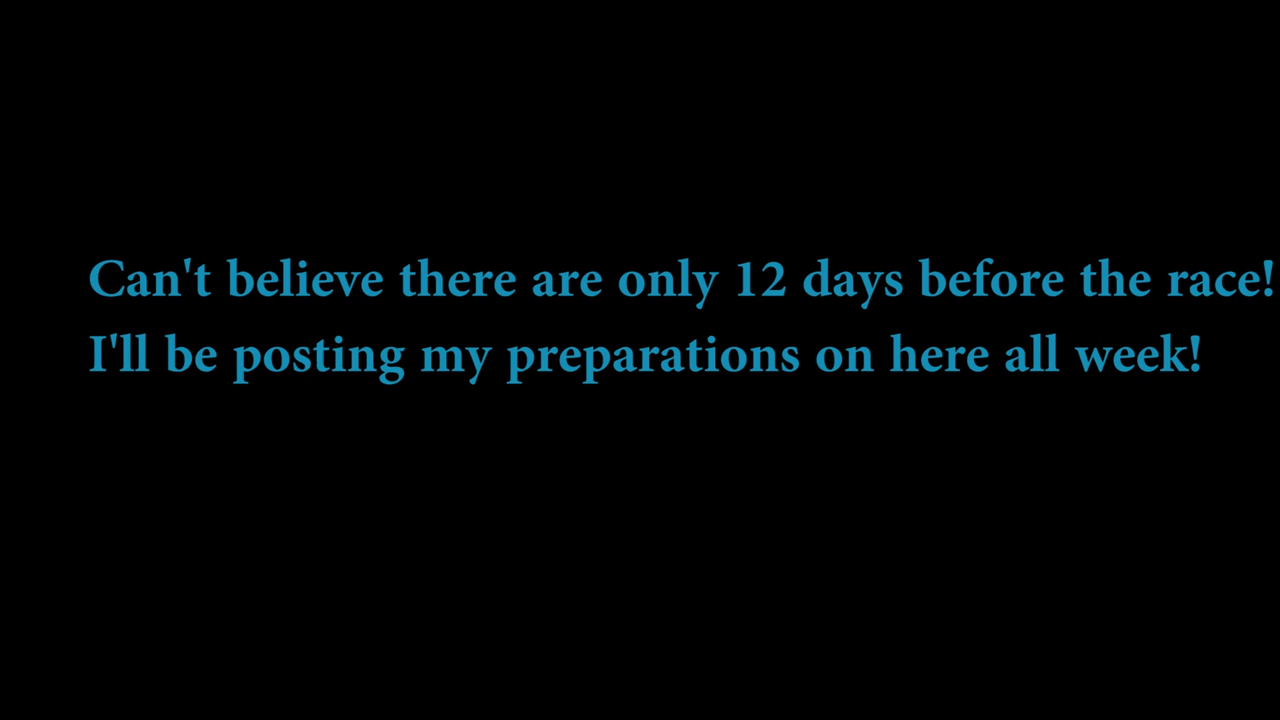 Can't believe there are only 12 days before the race!
I'll be posting my preparations on here all week!